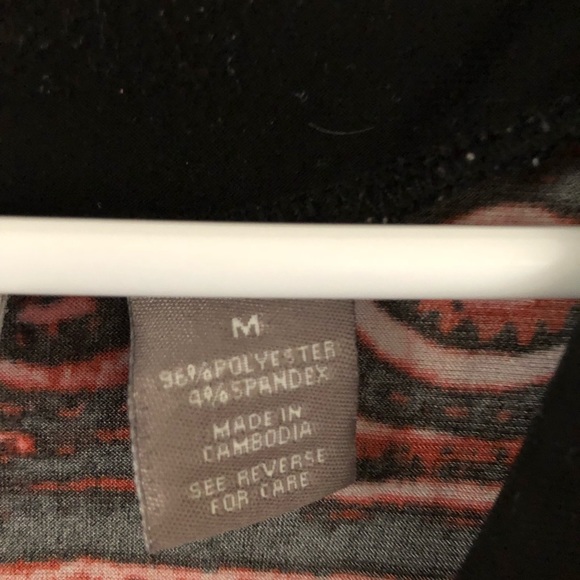 M
96%POLYESTER
4%SPANDEX
MADE IN
CAMBODIA
SEE REVERSE
FOR CARE